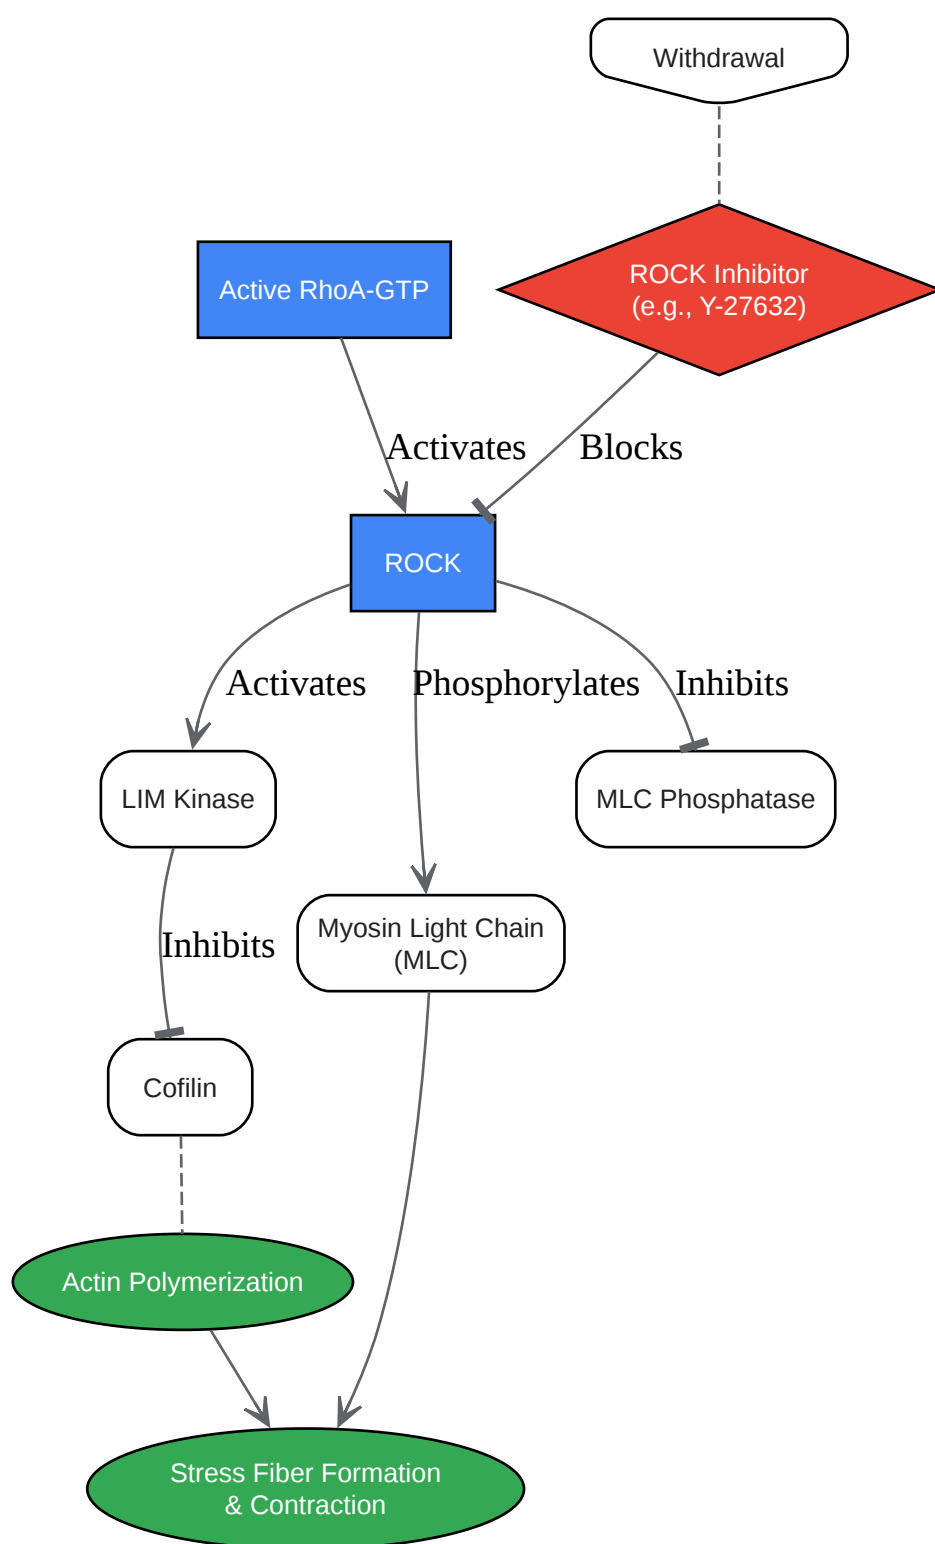 Withdrawal
Active RhoA-GTP
ROCK Inhibitor
(e.g., Y-27632)
Activates
Blocks
ROCK
Activates
Phosphorylates
Inhibits
LIM Kinase
MLC Phosphatase
Myosin Light Chain
(MLC)
Inhibits
Cofilin
Actin Polymerization
Stress Fiber Formation
& Contraction